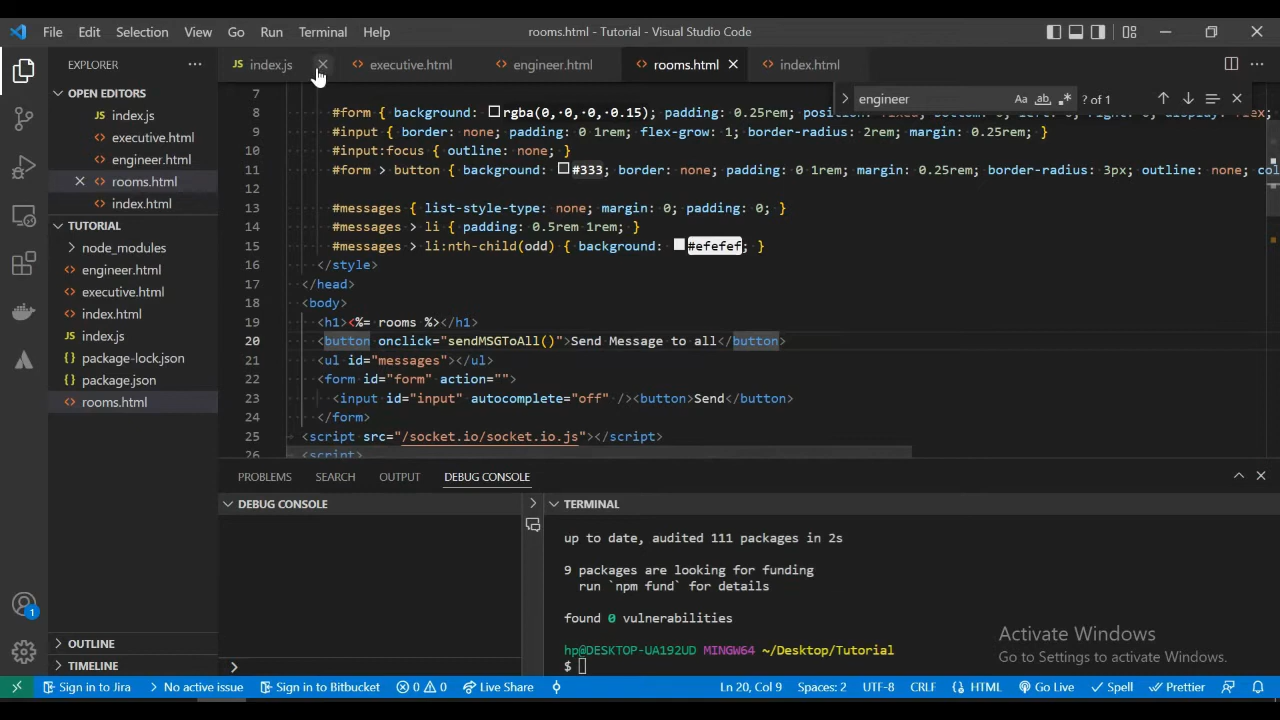 File Edit Selection View Go Run Terminal Help
rooms.html - Tutorial - Visual Studio Code
EXPLORER
index.js
executive.html
engineer.html
rooms.html
index.html
OPEN EDITORS
index.js
executive.html
engineer.html
rooms.html
index.html
TUTORIAL
node_modules
engineer.html
executive.html
index.html
index.js
package-lock.json
package.json
rooms.html
OUTLINE
TIMELINE
engineer
Aa ab
? of 1
7
8 #form { background: rgba(0, 0, 0, 0.15); padding: 0.25rem;
9 #input { border: none; padding: 0 1rem; flex-grow: 1; border-radius: 2rem; margin: 0.25rem; }
10 #input:focus { outline: none; }
11 #form > button { background: #333; border: none; padding: 0 1rem; margin: 0.25rem; border-radius: 3px; outline: none; co
12
13 #messages { list-style-type: none; margin: 0; padding: 0; }
14 #messages > li { padding: 0.5rem 1rem; }
15 #messages > li:nth-child(odd) { background: #efefef; }
16 </style>
17 </head>
18 <body>
19 <h1><%= rooms %></h1>
20 <button onclick="sendMSGToAll()">Send Message to all</button>
21 <ul id="messages"></ul>
22 <form id="form" action="">
23 <input id="input" autocomplete="off" /><button>Send</button>
24 </form>
25 <script src="/socket.io/socket.io.js"></script>
26 <script>
PROBLEMS SEARCH OUTPUT DEBUG CONSOLE
DEBUG CONSOLE
TERMINAL
up to date, audited 111 packages in 2s
9 packages are looking for funding
run `npm fund` for details
found 0 vulnerabilities
hp@DESKTOP-UA192UD MINGW64 ~/Desktop/Tutorial
$
Activate Windows
Go to Settings to activate Windows.
1
Sign in to Jira No active issue Sign in to Bitbucket 0 0 Live Share Ln 20, Col 9 Spaces: 2 UTF-8 CRLF HTML Go Live Spell Prettier